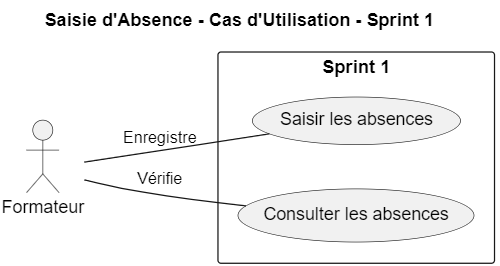 Saisie d'Absence - Cas d'Utilisation - Sprint 1
Sprint 1
Saisir les absences
Enregistre
Vérifie
Formateur
Consulter les absences